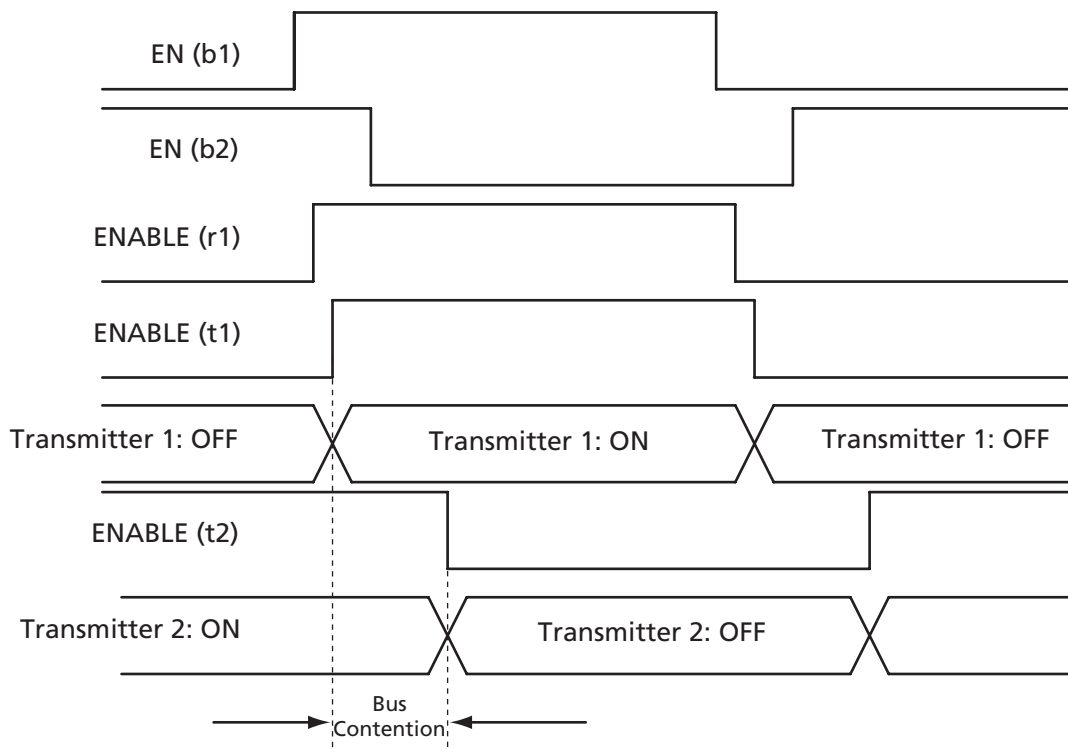 EN (b1)
EN (b2)
ENABLE (r1)
ENABLE (t1)
Transmitter 1: OFF
Transmitter 1: ON
Transmitter 1: OFF
ENABLE (t2)
Transmitter 2: ON
Transmitter 2: OFF
Bus
Contention